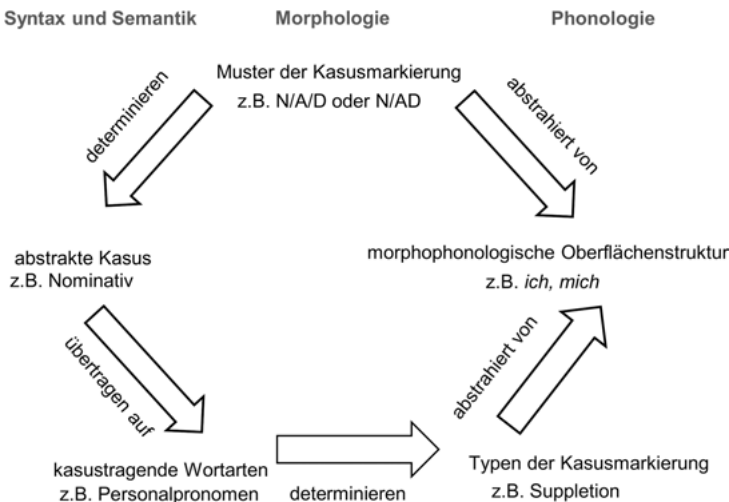 Syntax und Semantik
Morphologie
Phonologie
Muster der Kasusmarkierung
z.B. N/A/D oder N/AD
determinieren
abstrahiert von
abstrakte Kasus
z.B. Nominativ
morphophonologische Oberflächenstruktur
z.B. ich, mich
übertragen auf
abstrahiert von
kasustragende Wortarten
z.B. Personalpronomen
determinieren
Typen der Kasusmarkierung
z.B. Suppletion